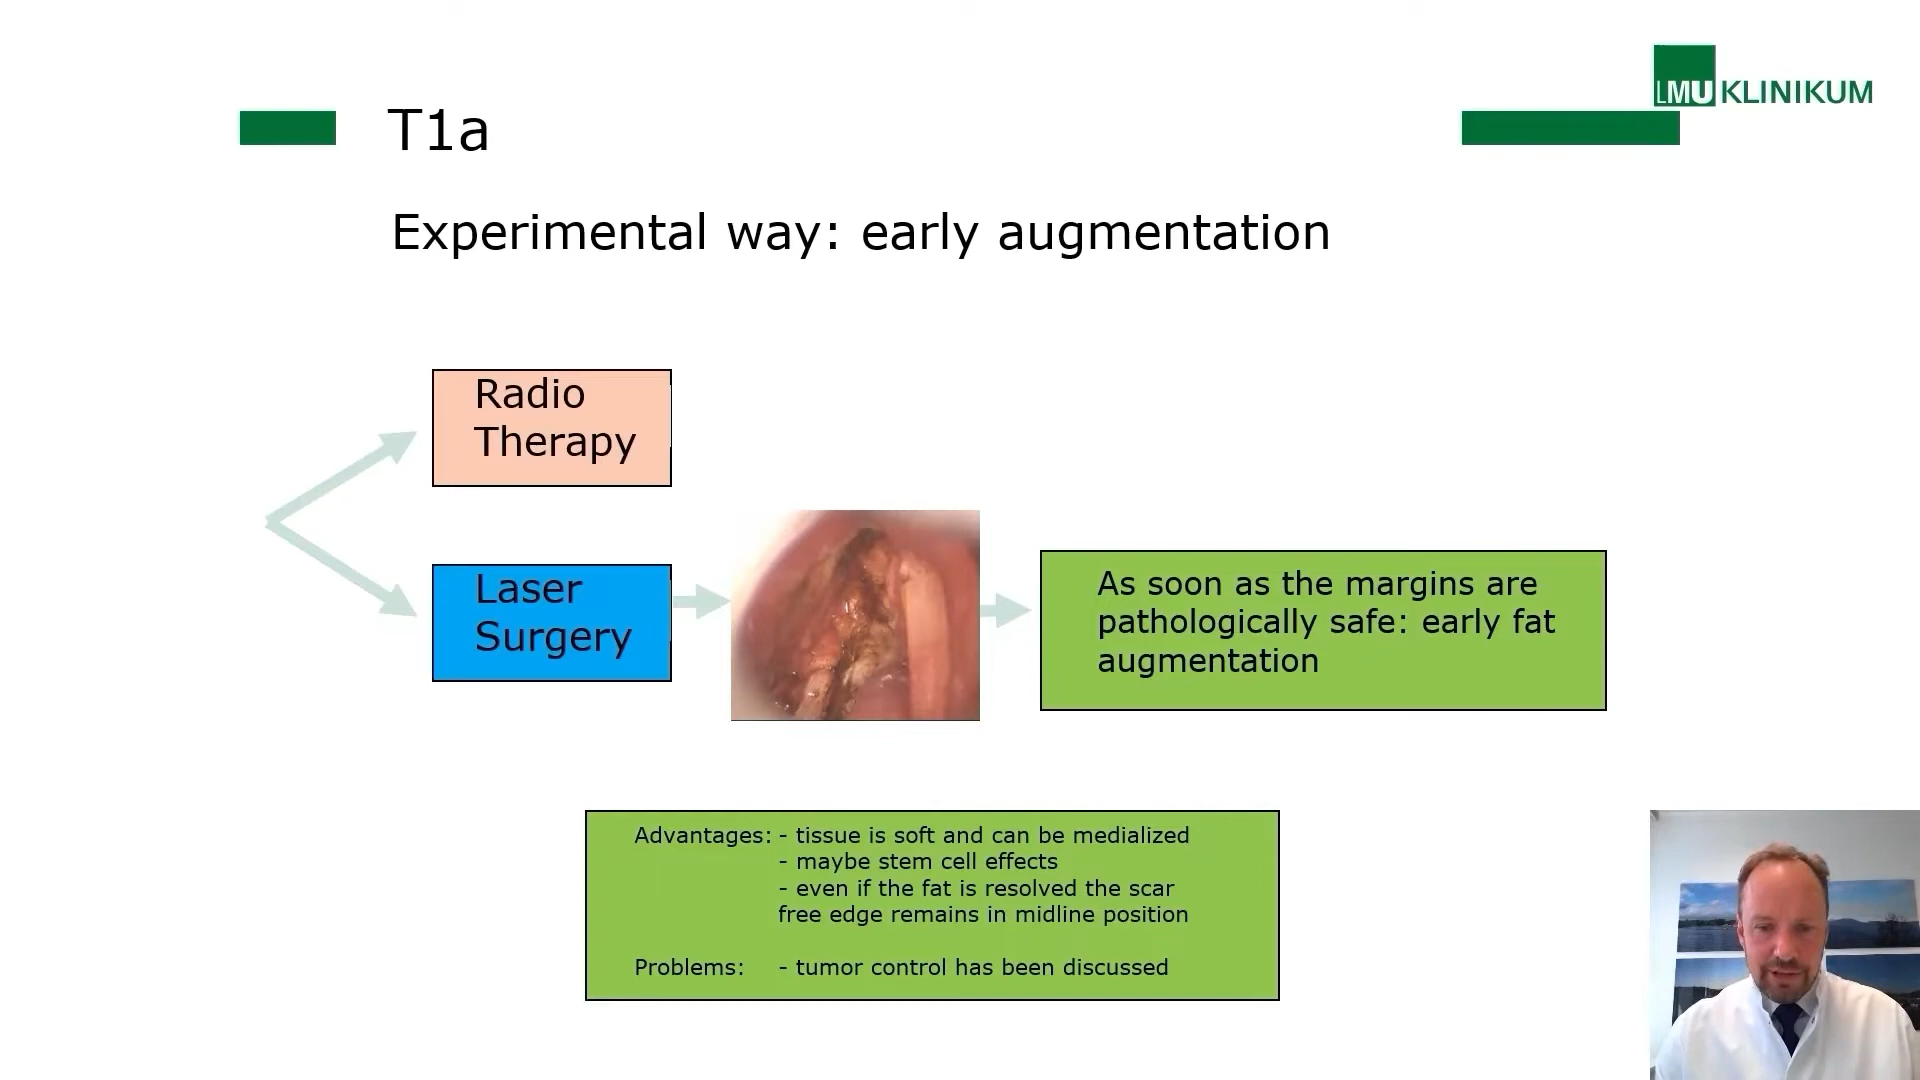 LMU KLINIKUM
T1a
Experimental way: early augmentation
Radio
Therapy
Laser
Surgery
As soon as the margins are
pathologically safe: early fat
augmentation
Advantages: - tissue is soft and can be medialized
- maybe stem cell effects
- even if the fat is resolved the scar
free edge remains in midline position
Problems: - tumor control has been discussed